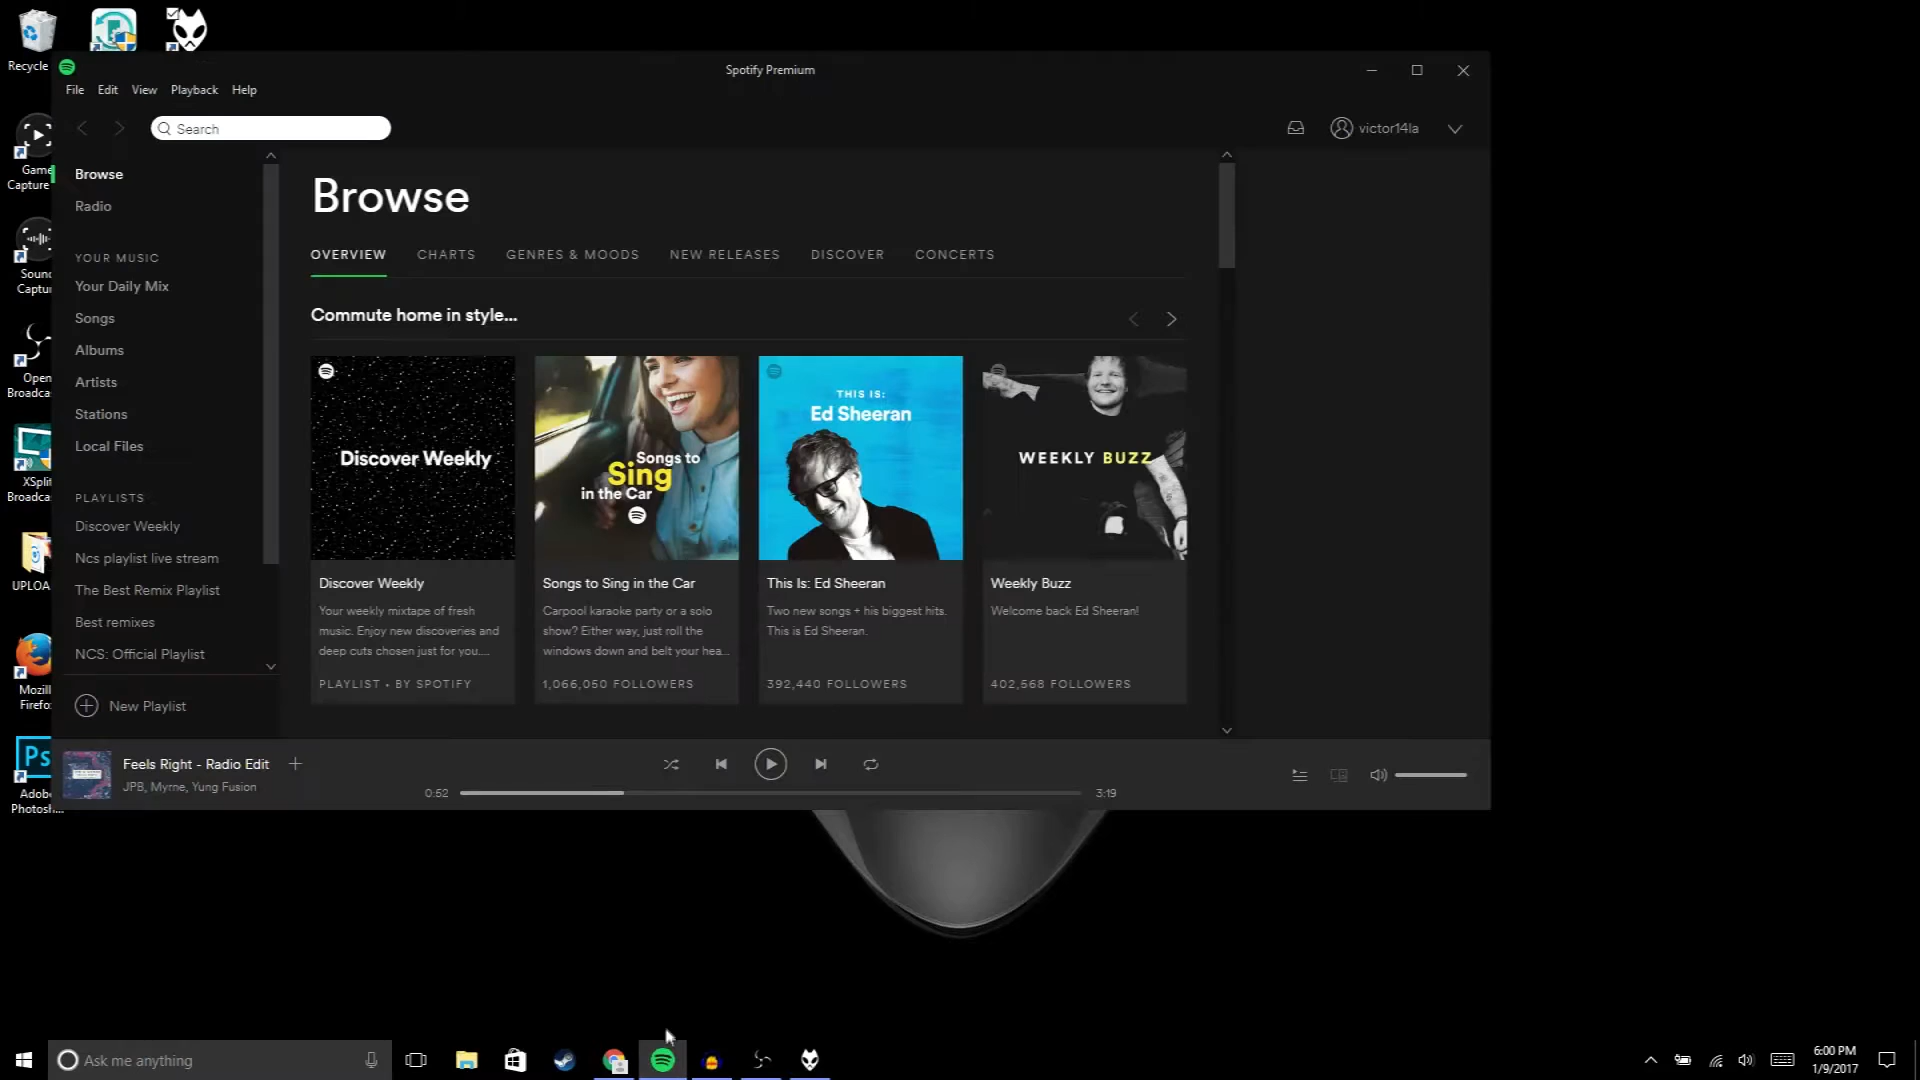 Recycle
Spotify Premium
File Edit View Playback Help
Search
victor14la
Game
Capture
Sound
Captu
Open
Broadcas
XSplit
Broadcas
UPLOA
Mozill
Firefo
Ps
Adob
Photosh...
Browse
Radio
YOUR MUSIC
Your Daily Mix
Songs
Albums
Artists
Stations
Local Files
PLAYLISTS
Discover Weekly
Ncs playlist live stream
The Best Remix Playlist
Best remixes
NCS: Official Playlist
New Playlist
Browse
OVERVIEW CHARTS GENRES & MOODS NEW RELEASES DISCOVER CONCERTS
Commute home in style...
Discover Weekly
Songs to
Sing
in the Car
THIS IS:
Ed Sheeran
WEEKLY BUZZ
Discover Weekly
Your weekly mixtape of fresh
music. Enjoy new discoveries and
deep cuts chosen just for you....
PLAYLIST • BY SPOTIFY
Songs to Sing in the Car
Carpool karaoke party or a solo
show? Either way, just roll the
windows down and belt your hea...
1,066,050 FOLLOWERS
This Is: Ed Sheeran
Two new songs + his biggest hits.
This is Ed Sheeran.
392,440 FOLLOWERS
Weekly Buzz
Welcome back Ed Sheeran!
402,568 FOLLOWERS
Feels Right - Radio Edit
JPB, Myrne, Yung Fusion
0:52
3:19
Ask me anything
6:00 PM
1/9/2017